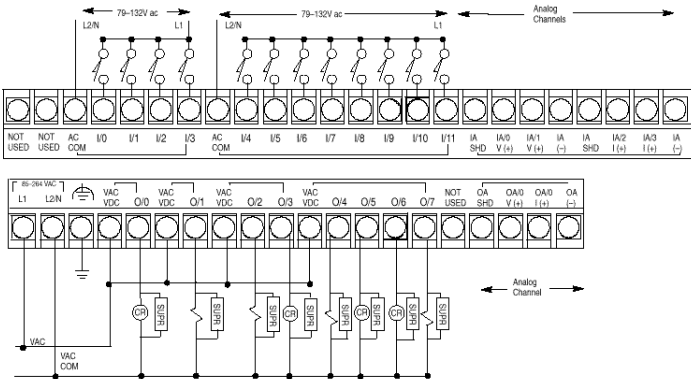 79–132V ac
79–132V ac
Analog
Channels
L2/N
L1
L2/N
L1
NOT USED
NOT USED
AC COM
I/0
I/1
I/2
I/3
AC COM
I/4
I/5
I/6
I/7
I/8
I/9
I/10
I/11
IA SHD
IA/0 V (+)
IA/1 V (+)
IA (–)
IA SHD
IA/2 I (+)
IA/3 I (+)
IA (–)
85–264 VAC
L1
L2/N
VAC VDC
O/0
VAC VDC
O/1
VAC VDC
O/2
O/3
VAC VDC
O/4
O/5
O/6
O/7
NOT USED
OA SHD
OA/0 V (+)
OA/0 I (+)
OA (–)
Analog
Channel
CR
SUPR
SUPR
SUPR
CR
SUPR
SUPR
CR
SUPR
CR
SUPR
SUPR
VAC
VAC
COM